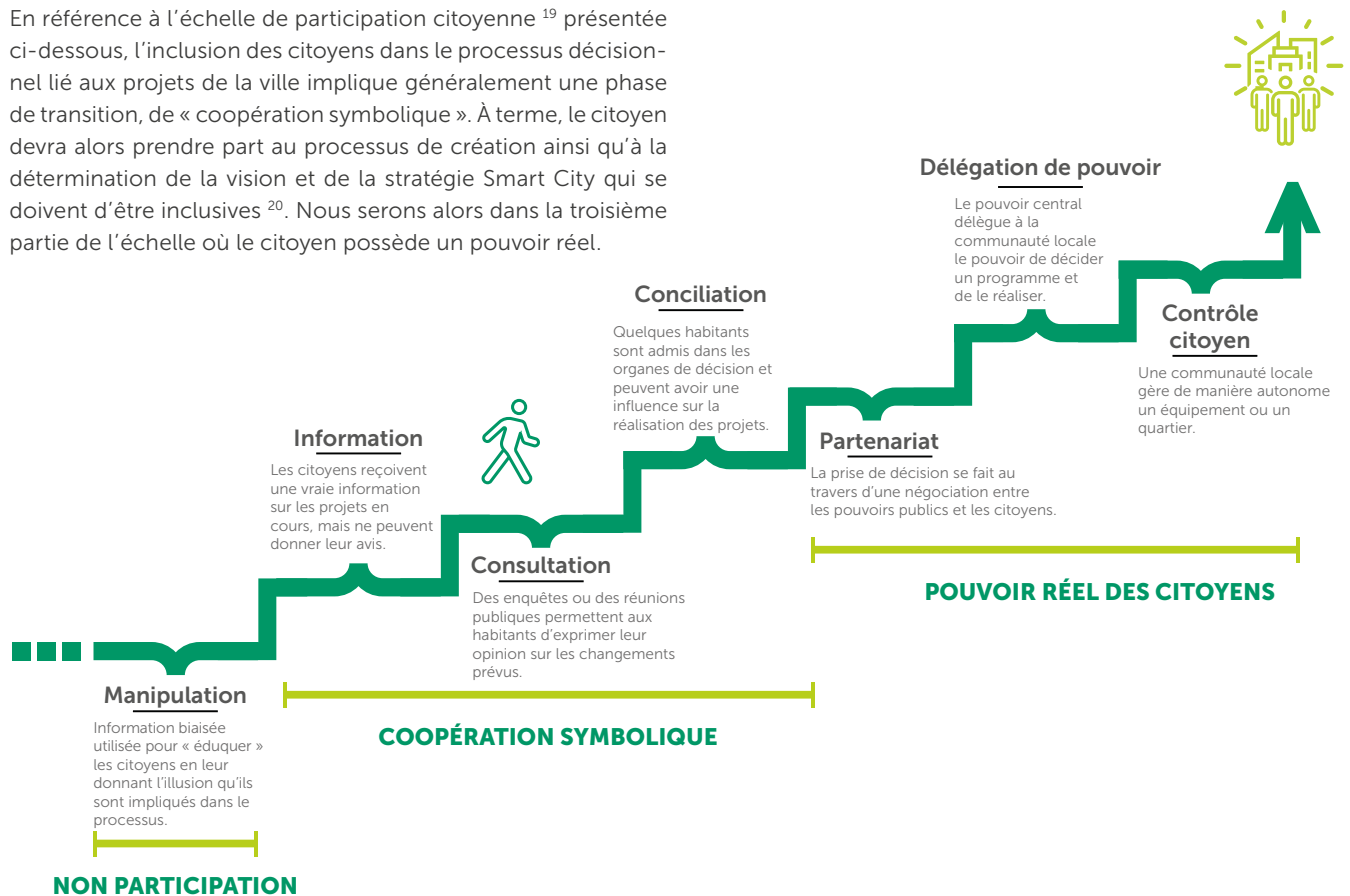 En référence à l'échelle de participation citoyenne 19 présentée
ci-dessous, l'inclusion des citoyens dans le processus décision-
nel lié aux projets de la ville implique généralement une phase
de transition, de « coopération symbolique ». À terme, le citoyen
devra alors prendre part au processus de création ainsi qu'à la
détermination de la vision et de la stratégie Smart City qui se
doivent d'être inclusives 20. Nous serons alors dans la troisième
partie de l'échelle où le citoyen possède un pouvoir réel.
Manipulation
Information biaisée
utilisée pour « éduquer »
les citoyens en leur
donnant l'illusion qu'ils
sont impliqués dans le
processus.
NON PARTICIPATION
Information
Les citoyens reçoivent
une vraie information
sur les projets en
cours, mais ne peuvent
donner leur avis.
Consultation
Des enquêtes ou des réunions
publiques permettent aux
habitants d'exprimer leur
opinion sur les changements
prévus.
Conciliation
Quelques habitants
sont admis dans les
organes de décision et
peuvent avoir une
influence sur la
réalisation des projets.
COOPÉRATION SYMBOLIQUE
Partenariat
La prise de décision se fait au
travers d'une négociation entre
les pouvoirs publics et les citoyens.
Délégation de pouvoir
Le pouvoir central
délègue à la
communauté locale
le pouvoir de décider
un programme et
de le réaliser.
Contrôle
citoyen
Une communauté locale
gère de manière autonome
un équipement ou un
quartier.
POUVOIR RÉEL DES CITOYENS